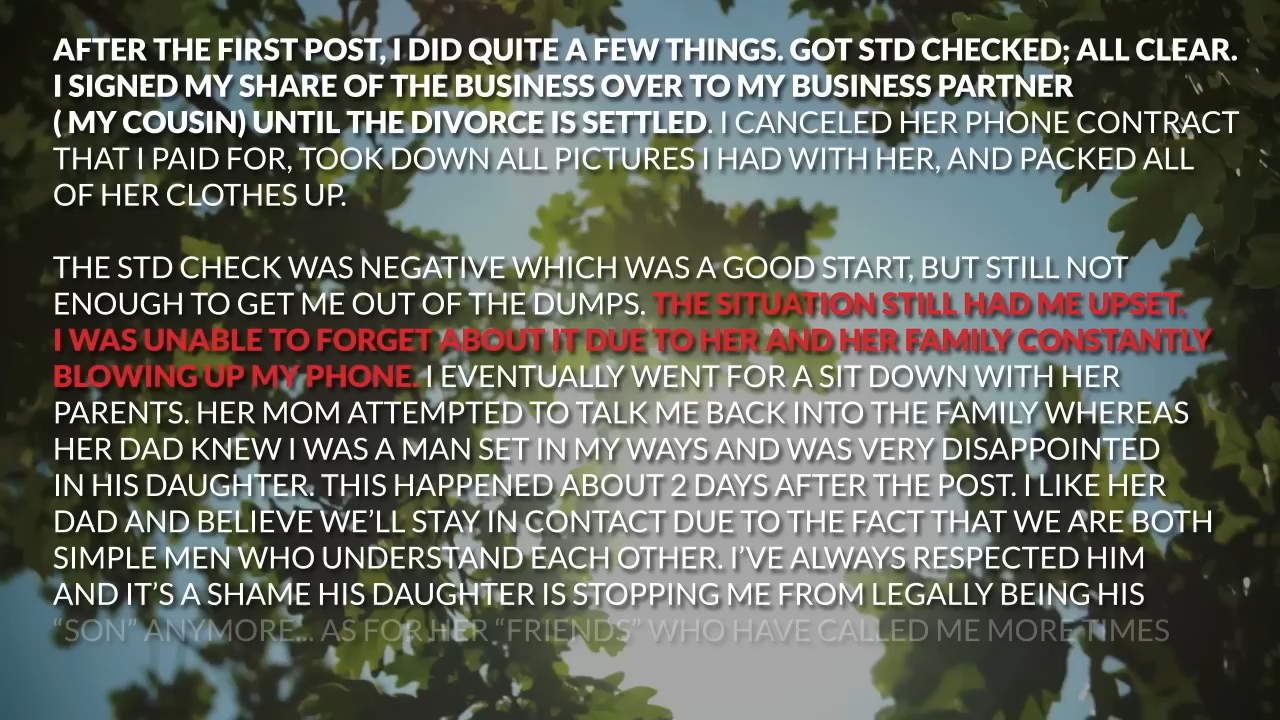 AFTER THE FIRST POST, I DID QUITE A FEW THINGS. GOT STD CHECKED; ALL CLEAR.
I SIGNED MY SHARE OF THE BUSINESS OVER TO MY BUSINESS PARTNER
( MY COUSIN) UNTIL THE DIVORCE IS SETTLED. I CANCELED HER PHONE CONTRACT
THAT I PAID FOR, TOOK DOWN ALL PICTURES I HAD WITH HER, AND PACKED ALL
OF HER CLOTHES UP.
THE STD CHECK WAS NEGATIVE WHICH WAS A GOOD START, BUT STILL NOT
ENOUGH TO GET ME OUT OF THE DUMPS. THE SITUATION STILL HAD ME UPSET.
I WAS UNABLE TO FORGET ABOUT IT DUE TO HER AND HER FAMILY CONSTANTLY
BLOWING UP MY PHONE. I EVENTUALLY WENT FOR A SIT DOWN WITH HER
PARENTS. HER MOM ATTEMPTED TO TALK ME BACK INTO THE FAMILY WHEREAS
HER DAD KNEW I WAS A MAN SET IN MY WAYS AND WAS VERY DISAPPOINTED
IN HIS DAUGHTER. THIS HAPPENED ABOUT 2 DAYS AFTER THE POST. I LIKE HER
DAD AND BELIEVE WE’LL STAY IN CONTACT DUE TO THE FACT THAT WE ARE BOTH
SIMPLE MEN WHO UNDERSTAND EACH OTHER. I’VE ALWAYS RESPECTED HIM
AND IT’S A SHAME HIS DAUGHTER IS STOPPING ME FROM LEGALLY BEING HIS
“SON” ANYMORE... AS FOR HER “FRIENDS” WHO HAVE CALLED ME MORE TIMES